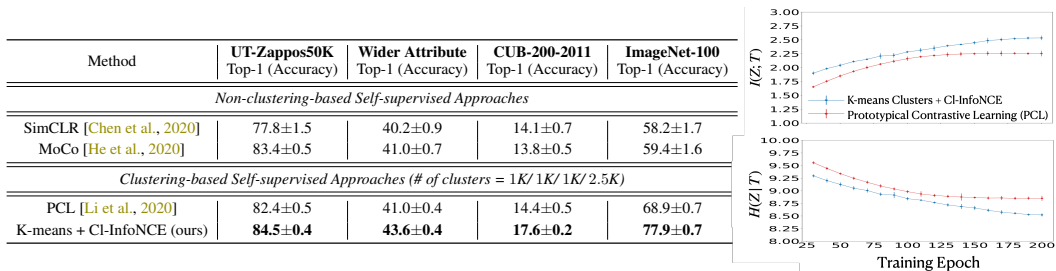 Method UT-Zappos50K Wider Attribute CUB-200-2011 ImageNet-100
Top-1 (Accuracy) Top-1 (Accuracy) Top-1 (Accuracy) Top-1 (Accuracy)
Non-clustering-based Self-supervised Approaches
SimCLR [Chen et al., 2020] 77.8±1.5 40.2±0.9 14.1±0.7 58.2±1.7
MoCo [He et al., 2020] 83.4±0.5 41.0±0.7 13.8±0.5 59.4±1.6
Clustering-based Self-supervised Approaches (# of clusters = 1K/ 1K/ 1K/ 2.5K)
PCL [Li et al., 2020] 82.4±0.5 41.0±0.4 14.4±0.5 68.9±0.7
K-means + Cl-InfoNCE (ours) 84.5±0.4 43.6±0.4 17.6±0.2 77.9±0.7
I(Z;T)
3.00
2.75
2.50
2.25
2.00
1.75
1.50
1.25
1.00
K-means Clusters + Cl-InfoNCE
Prototypical Contrastive Learning (PCL)
H(Z|T)
10.00
9.75
9.50
9.25
9.00
8.75
8.50
8.25
8.00
25 50 75 100 125 150 175 200
Training Epoch